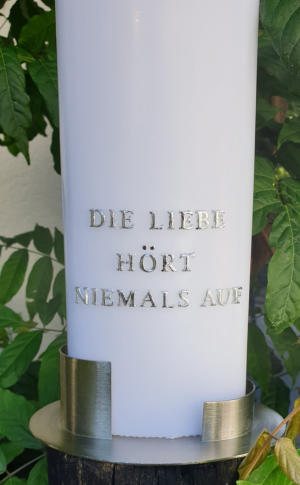 DIE LIEBE
HÖRT
NIEMALS AUF